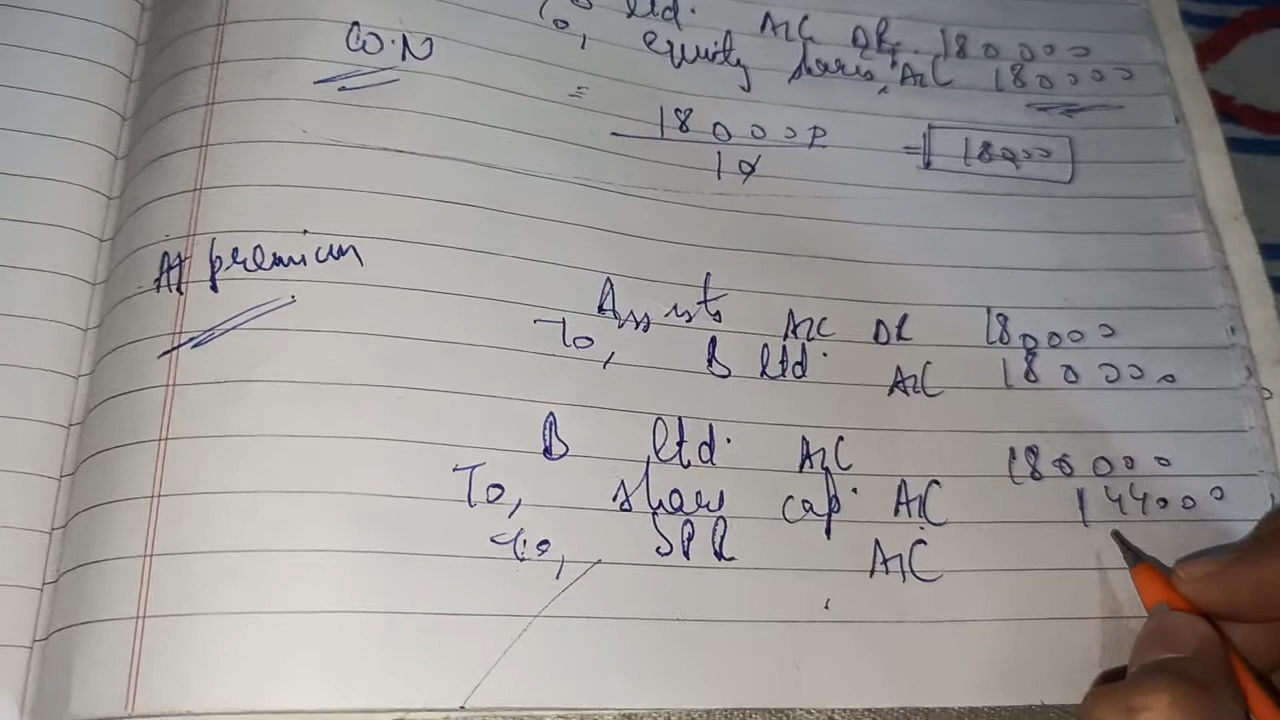 ltd. A/C DR. 180000
To, equity shares A/C 180000
W.N
= 180000
10
= 18000
At premium
Assets A/C DR 180000
To, B ltd. A/C 180000
B ltd. A/C 180000
To, share cap. A/C 144000
To, SPR A/C